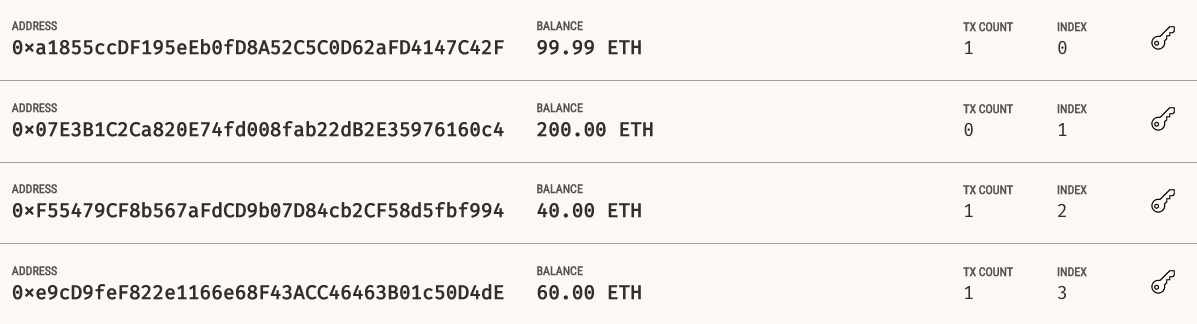 ADDRESS BALANCE TX COUNT INDEX
0xa1855ccDF195eEb0fD8A52C5C0D62aFD4147C42F 99.99 ETH 1 0
ADDRESS BALANCE TX COUNT INDEX
0x07E3B1C2Ca820E74fd008fab22dB2E35976160c4 200.00 ETH 0 1
ADDRESS BALANCE TX COUNT INDEX
0xF55479CF8b567aFdCD9b07D84cb2CF58d5fbf994 40.00 ETH 1 2
ADDRESS BALANCE TX COUNT INDEX
0xe9cD9feF822e1166e68F43ACC46463B01c50D4dE 60.00 ETH 1 3